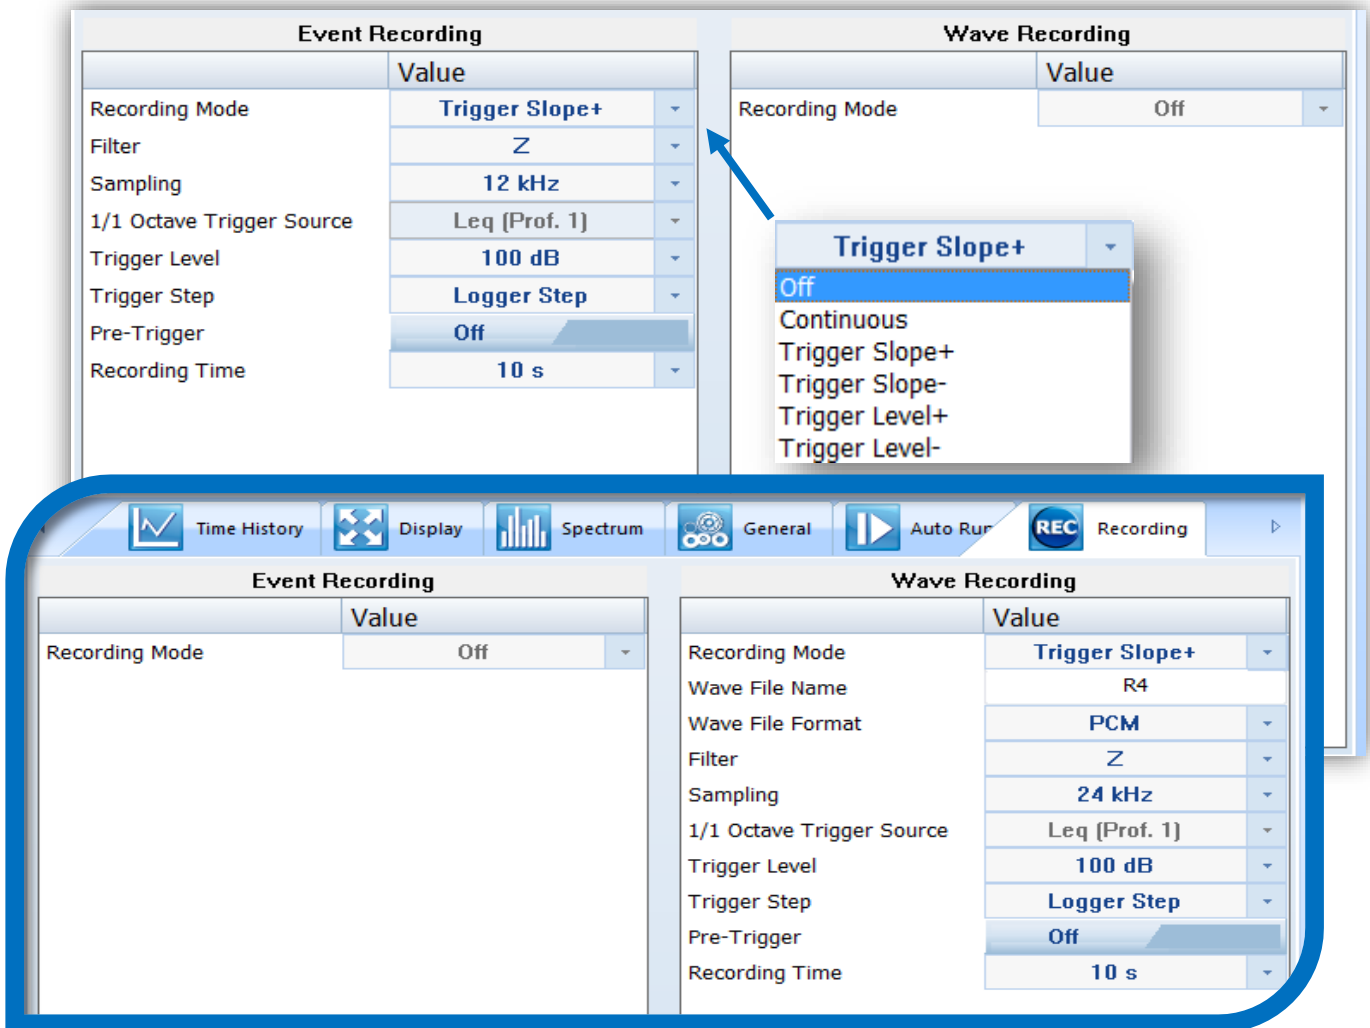 Event Recording
Wave Recording
Value
Value
Recording Mode Trigger Slope+
Recording Mode Off
Filter Z
Sampling 12 kHz
1/1 Octave Trigger Source Leq (Prof. 1)
Trigger Level 100 dB
Trigger Step Logger Step
Pre-Trigger Off
Recording Time 10 s
Trigger Slope+
Off
Continuous
Trigger Slope+
Trigger Slope-
Trigger Level+
Trigger Level-
Time History Display Spectrum General Auto Run REC Recording
Event Recording
Wave Recording
Value
Value
Recording Mode Off
Recording Mode Trigger Slope+
Wave File Name R4
Wave File Format PCM
Filter Z
Sampling 24 kHz
1/1 Octave Trigger Source Leq (Prof. 1)
Trigger Level 100 dB
Trigger Step Logger Step
Pre-Trigger Off
Recording Time 10 s